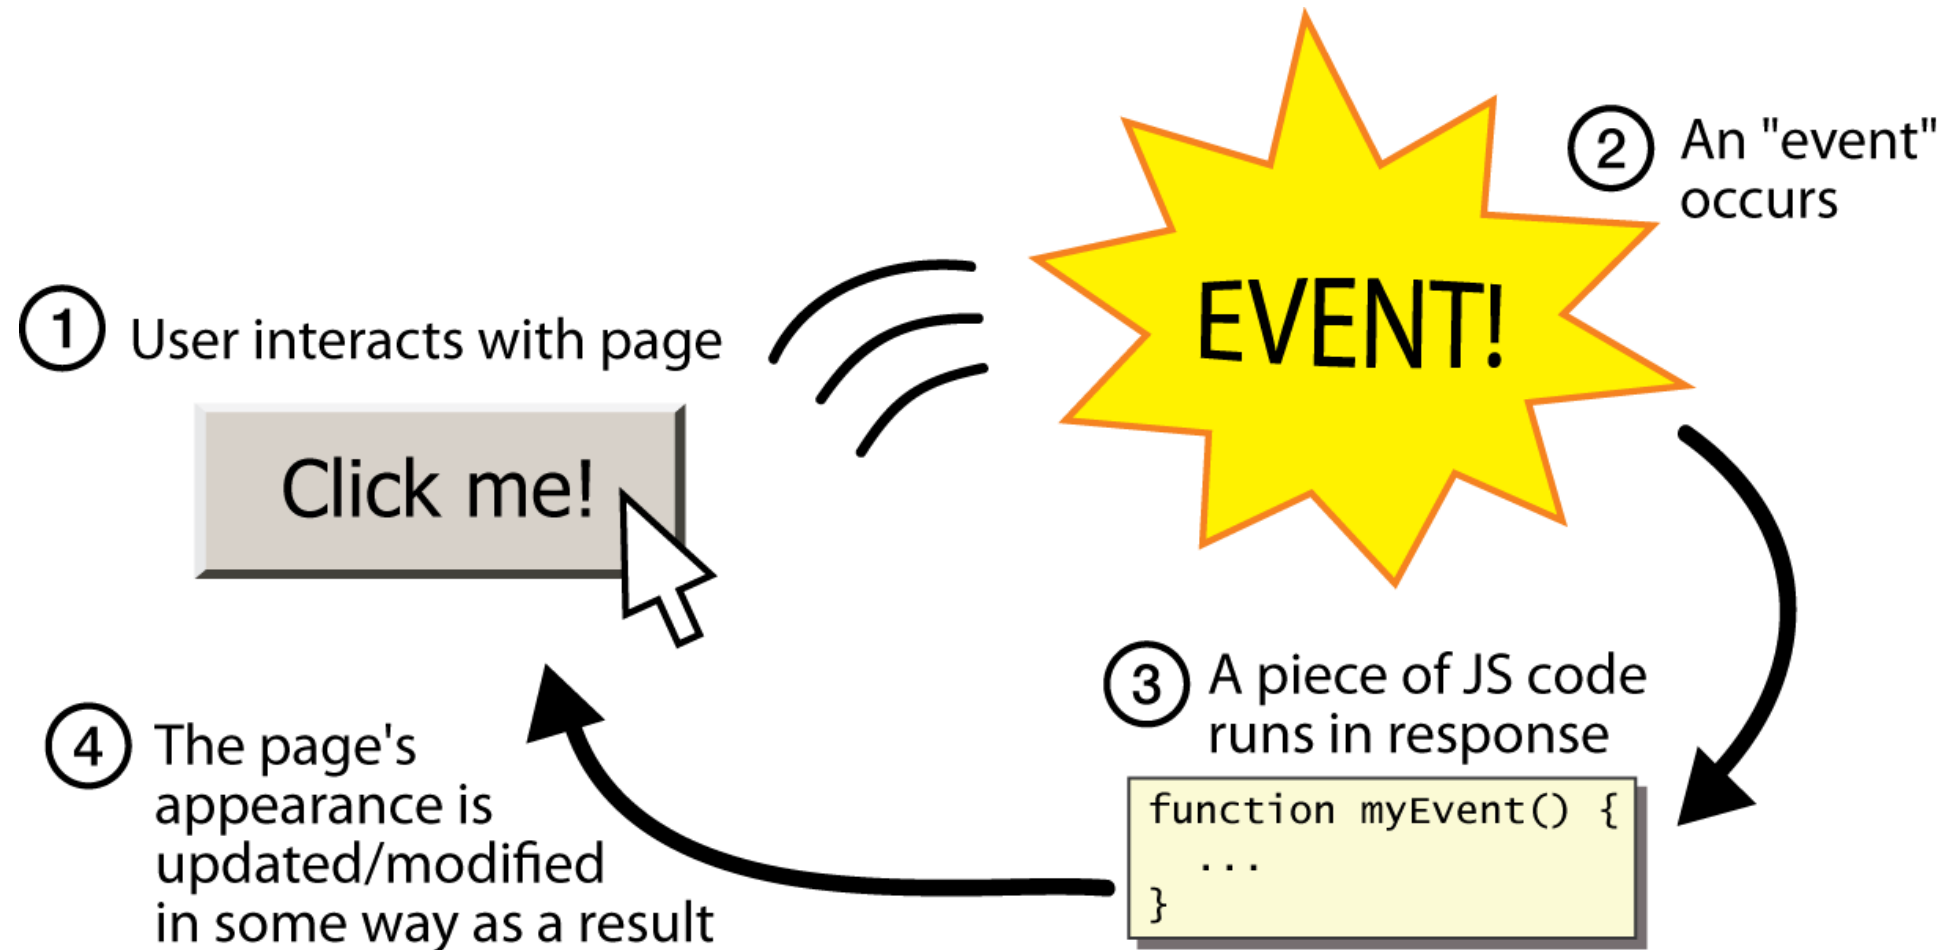 1 User interacts with page
Click me!
EVENT!
2 An "event"
occurs
3 A piece of JS code
runs in response
function myEvent() {
...
}
4 The page's
appearance is
updated/modified
in some way as a result